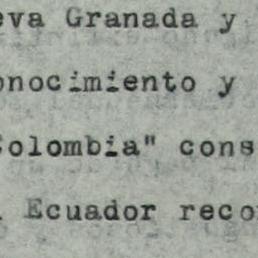 eva Granada y
onocimiento y
Colombia" cons
Ecuador reco